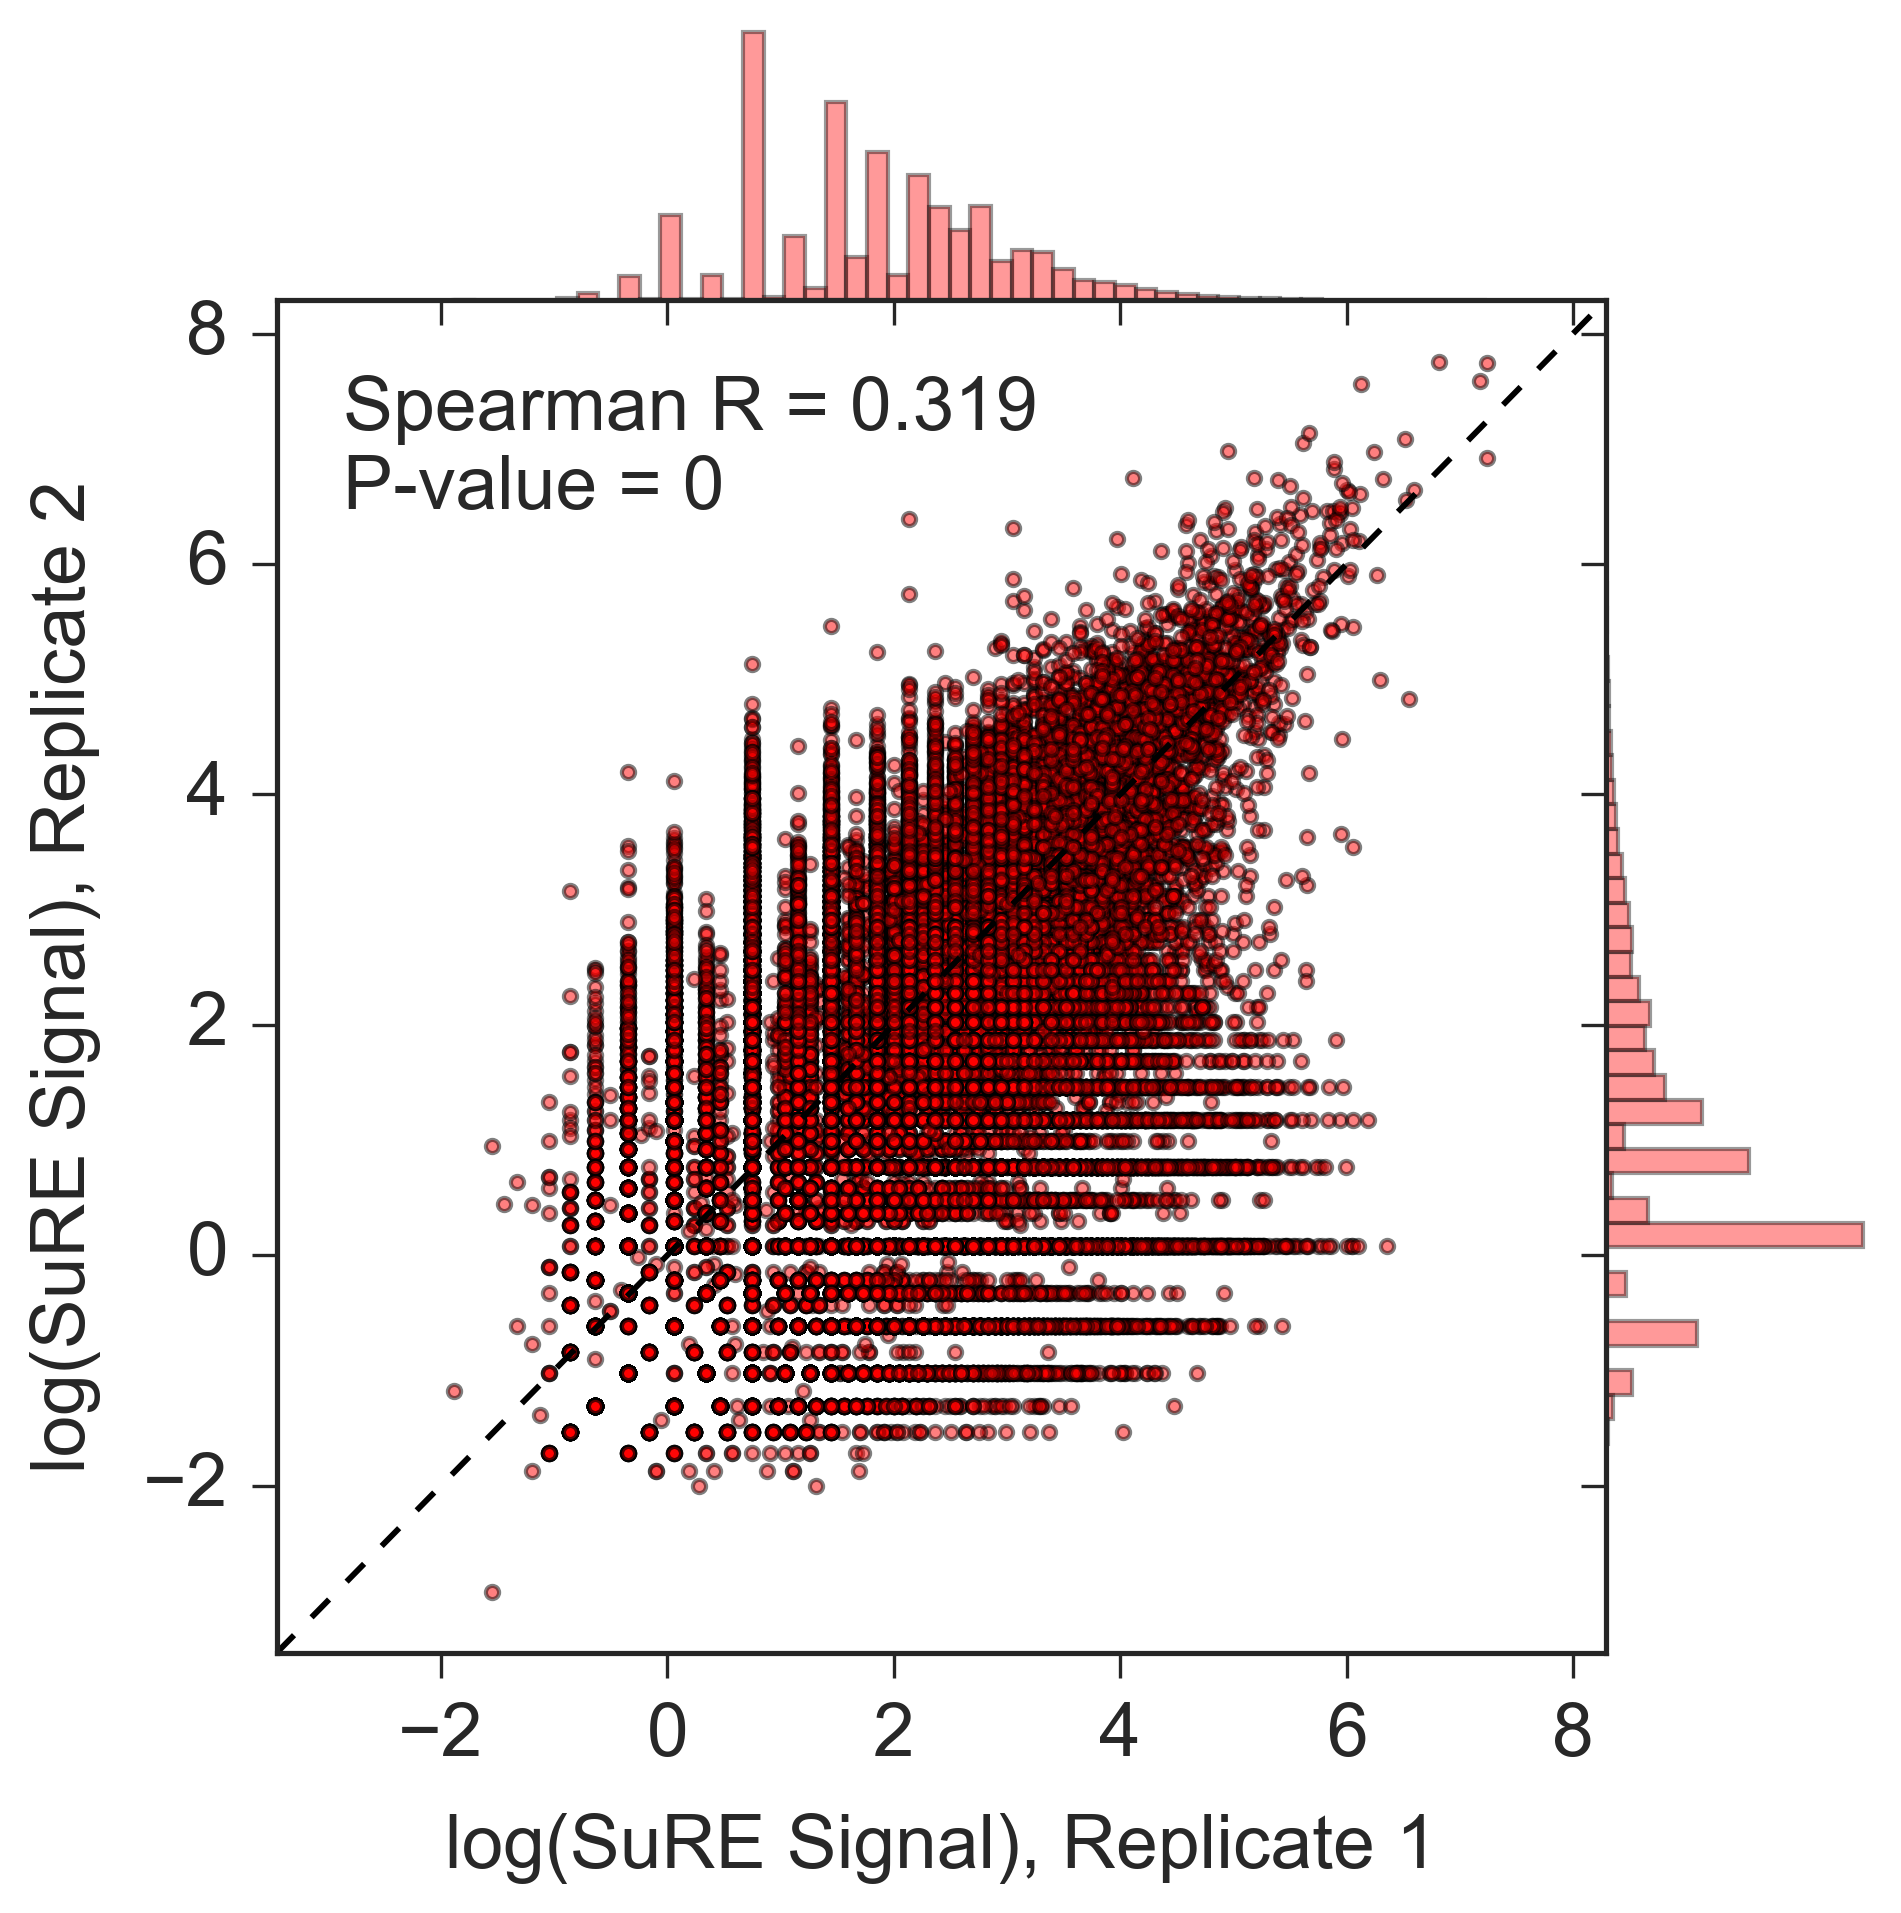 Spearman R = 0.319
P-value = 0
8
6
4
2
0
−2
log(SuRE Signal), Replicate 2
−2 0 2 4 6 8
log(SuRE Signal), Replicate 1